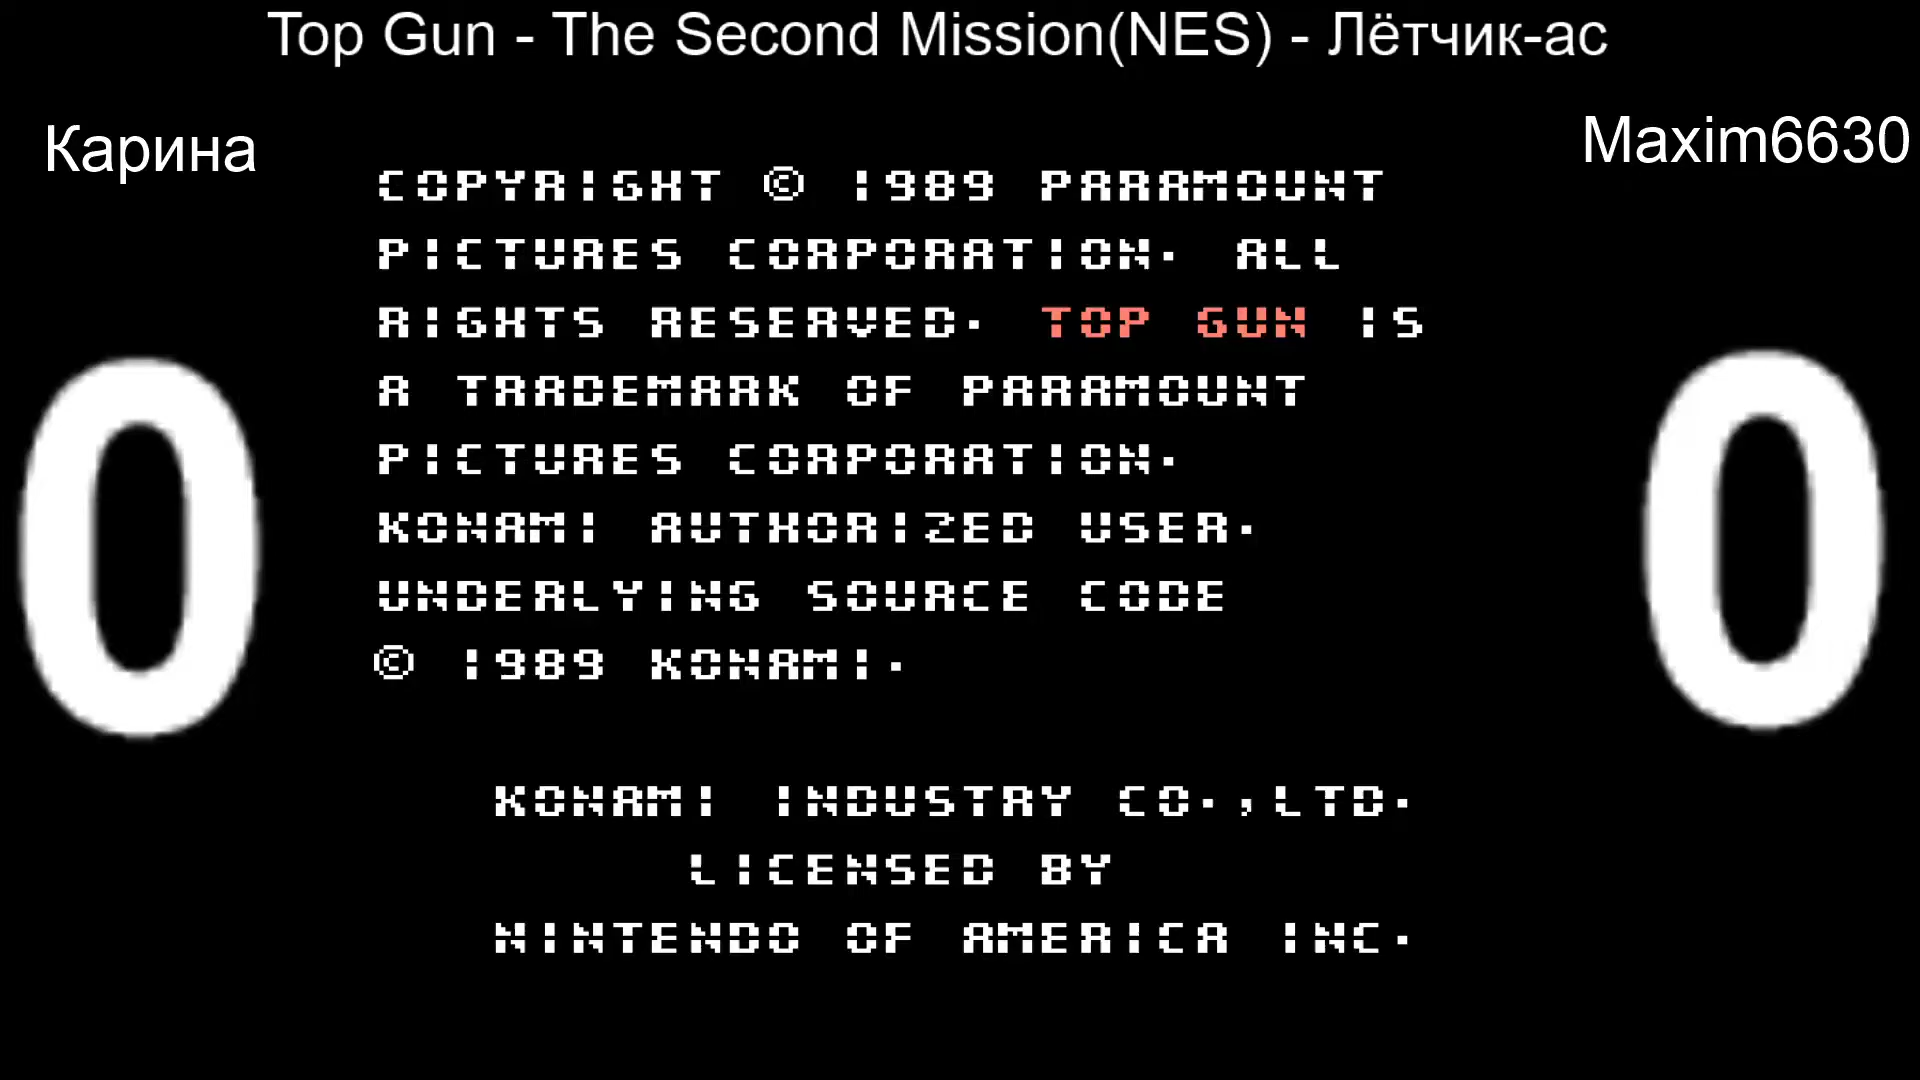 Top Gun - The Second Mission(NES) - Лётчик-ас
Карина
Maxim6630
COPYRIGHT © 1989 PARAMOUNT
PICTURES CORPORATION. ALL
RIGHTS RESERVED. TOP GUN IS
A TRADEMARK OF PARAMOUNT
PICTURES CORPORATION.
KONAMI AUTHORIZED USER.
UNDERLYING SOURCE CODE
© 1989 KONAMI.
0
0
KONAMI INDUSTRY CO.,LTD.
LICENSED BY
NINTENDO OF AMERICA INC.